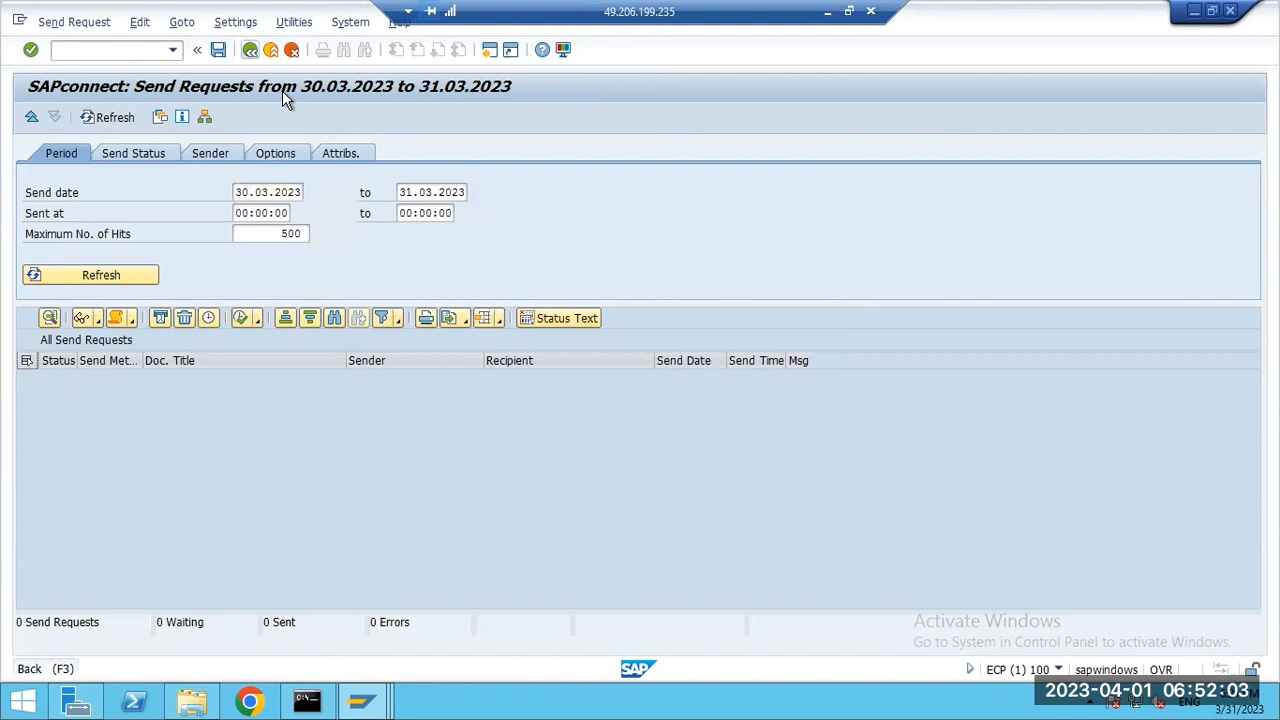 Send Request Edit Goto Settings Utilities System Help 49.206.199.235
SAPconnect: Send Requests from 30.03.2023 to 31.03.2023
Refresh
Period Send Status Sender Options Attribs.
Send date 30.03.2023 to 31.03.2023
Sent at 00:00:00 to 00:00:00
Maximum No. of Hits 500
Refresh
Status Text
All Send Requests
Status Send Met... Doc. Title Sender Recipient Send Date Send Time Msg
0 Send Requests 0 Waiting 0 Sent 0 Errors
Activate Windows
Go to System in Control Panel to activate Windows.
Back (F3) SAP ECP (1) 100 sapwindows OVR
2023-04-01 06:52:03
ENG
3/31/2023